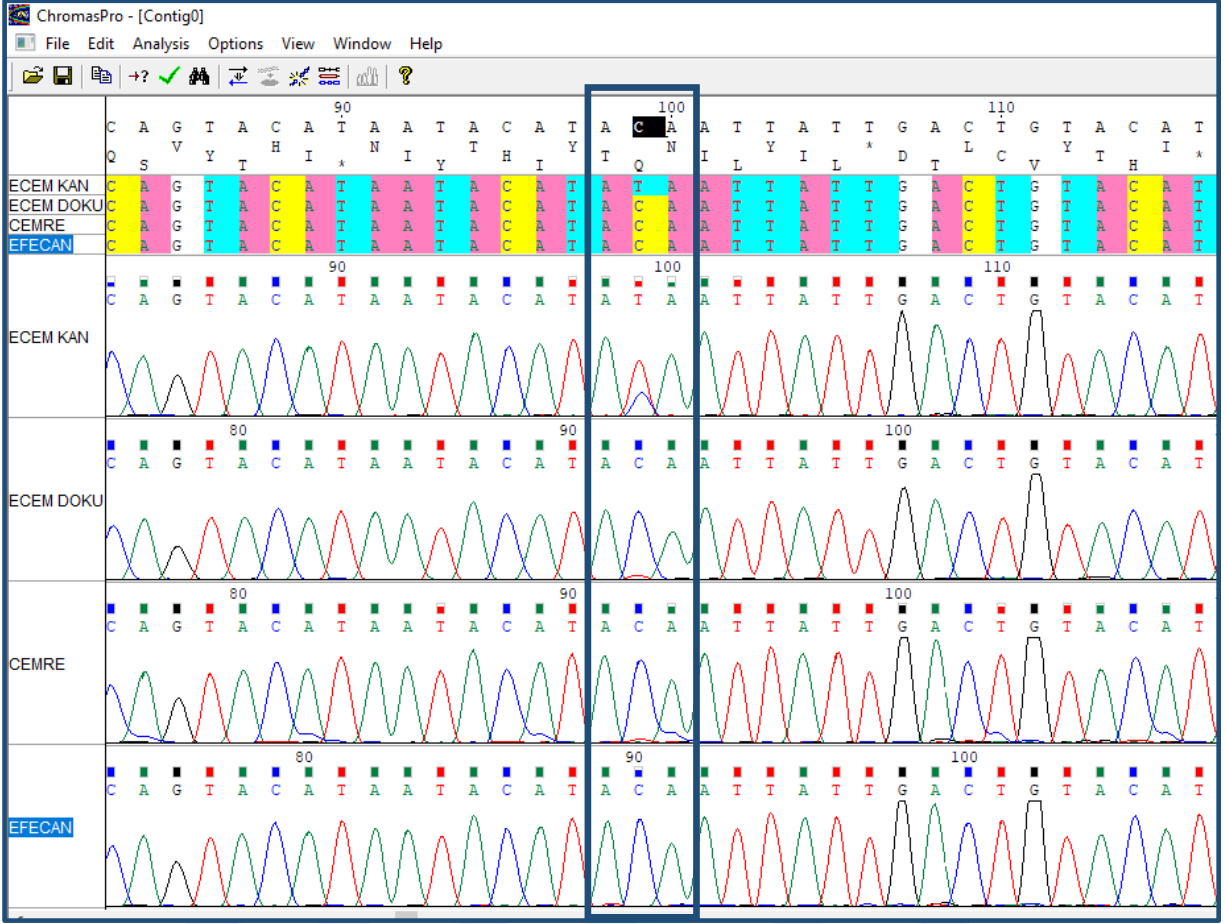 ChromasPro - [Contig0]
File Edit Analysis Options View Window Help
90 100 110
C A G T A C A T A A T A C A T A C A A T T A T T G A C T G T A C A T
V H N T Y N Y * L Y I
Q Y I I H T I I D C T *
S T * Y I Q L L T V H
ECEM KAN C A G T A C A T A A T A C A T A T A A T T A T T G A C T G T A C A T
ECEM DOKU C A G T A C A T A A T A C A T A C A A T T A T T G A C T G T A C A T
CEMRE C A G T A C A T A A T A C A T A C A A T T A T T G A C T G T A C A T
EFECAN C A G T A C A T A A T A C A T A C A A T T A T T G A C T G T A C A T
90 100 110
C A G T A C A T A A T A C A T A T A A T T A T T G A C T G T A C A T
ECEM KAN
80 90 100
C A G T A C A T A A T A C A T A C A A T T A T T G A C T G T A C A T
ECEM DOKU
80 90 100
C A G T A C A T A A T A C A T A C A A T T A T T G A C T G T A C A T
CEMRE
80 90 100
C A G T A C A T A A T A C A T A C A A T T A T T G A C T G T A C A T
EFECAN